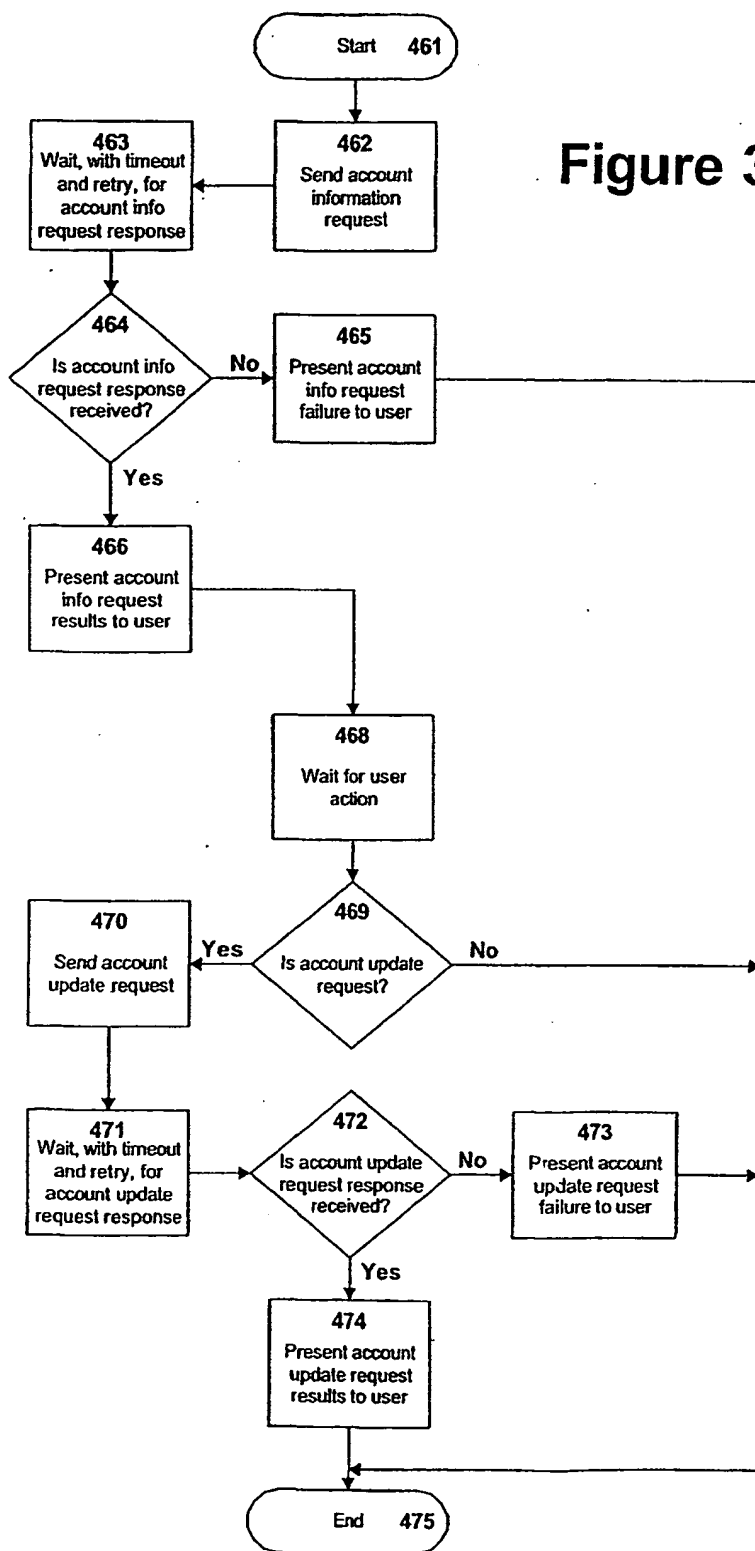 Start 461
Figure 3
463
Wait, with timeout
and retry, for
account info
request response
462
Send account
information
request
464
Is account info
request response
received?
No
465
Present account
info request
failure to user
Yes
466
Present account
info request
results to user
468
Wait for user
action
469
Is account update
request?
Yes
No
470
Send account
update request
471
Wait, with timeout
and retry, for
account update
request response
472
Is account update
request response
received?
No
473
Present account
update request
failure to user
Yes
474
Present account
update request
results to user
End 475